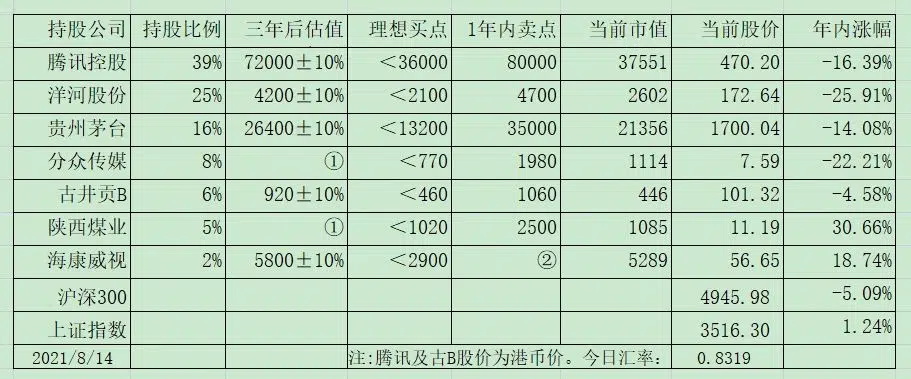 持股公司 持股比例 三年后估值 理想买点 1年内卖点 当前市值 当前股价 年内涨幅
腾讯控股 39% 72000±10% <36000 80000 37551 470.20 -16.39%
洋河股份 25% 4200±10% <2100 4700 2602 172.64 -25.91%
贵州茅台 16% 26400±10% <13200 35000 21356 1700.04 -14.08%
分众传媒 8% ① <770 1980 1114 7.59 -22.21%
古井贡B 6% 920±10% <460 1060 446 101.32 -4.58%
陕西煤业 5% ① <1020 2500 1085 11.19 30.66%
海康威视 2% 5800±10% <2900 ② 5289 56.65 18.74%
沪深300 4945.98 -5.09%
上证指数 3516.30 1.24%
2021/8/14 注:腾讯及古B股价为港币价。今日汇率: 0.8319